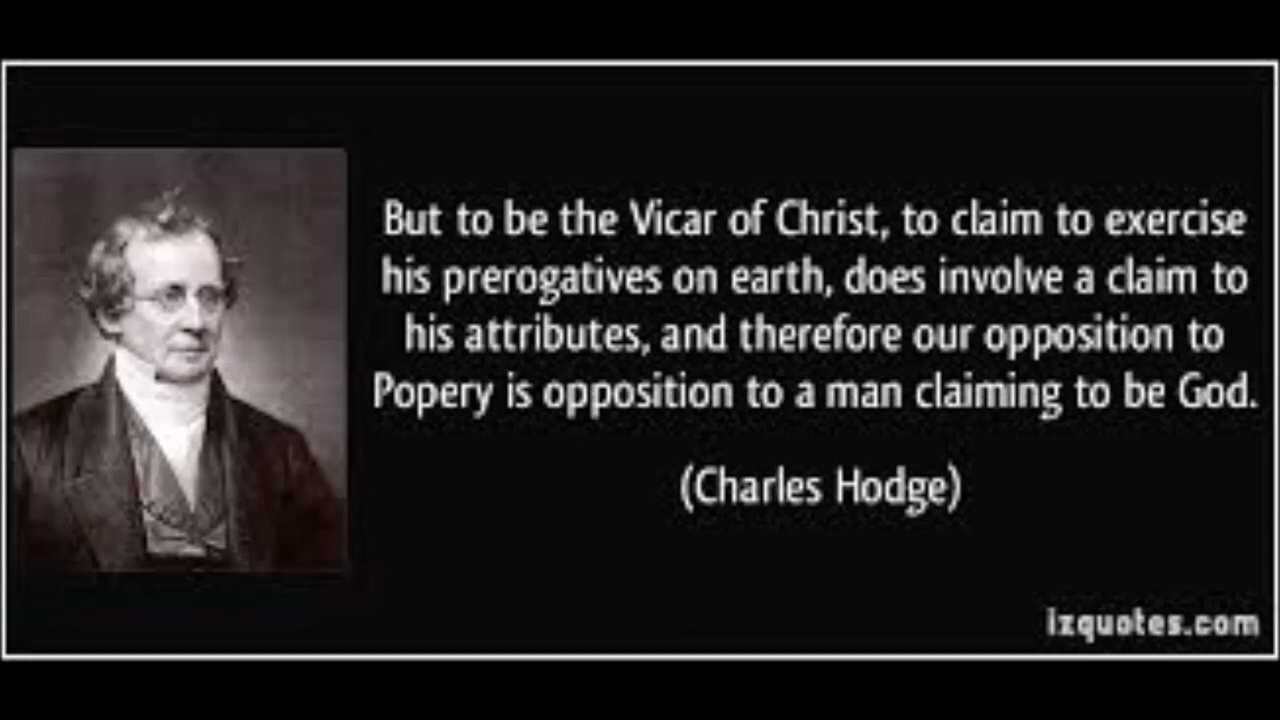 But to be the Vicar of Christ, to claim to exercise
his prerogatives on earth, does involve a claim to
his attributes, and therefore our opposition to
Popery is opposition to a man claiming to be God.
(Charles Hodge)
izquotes.com